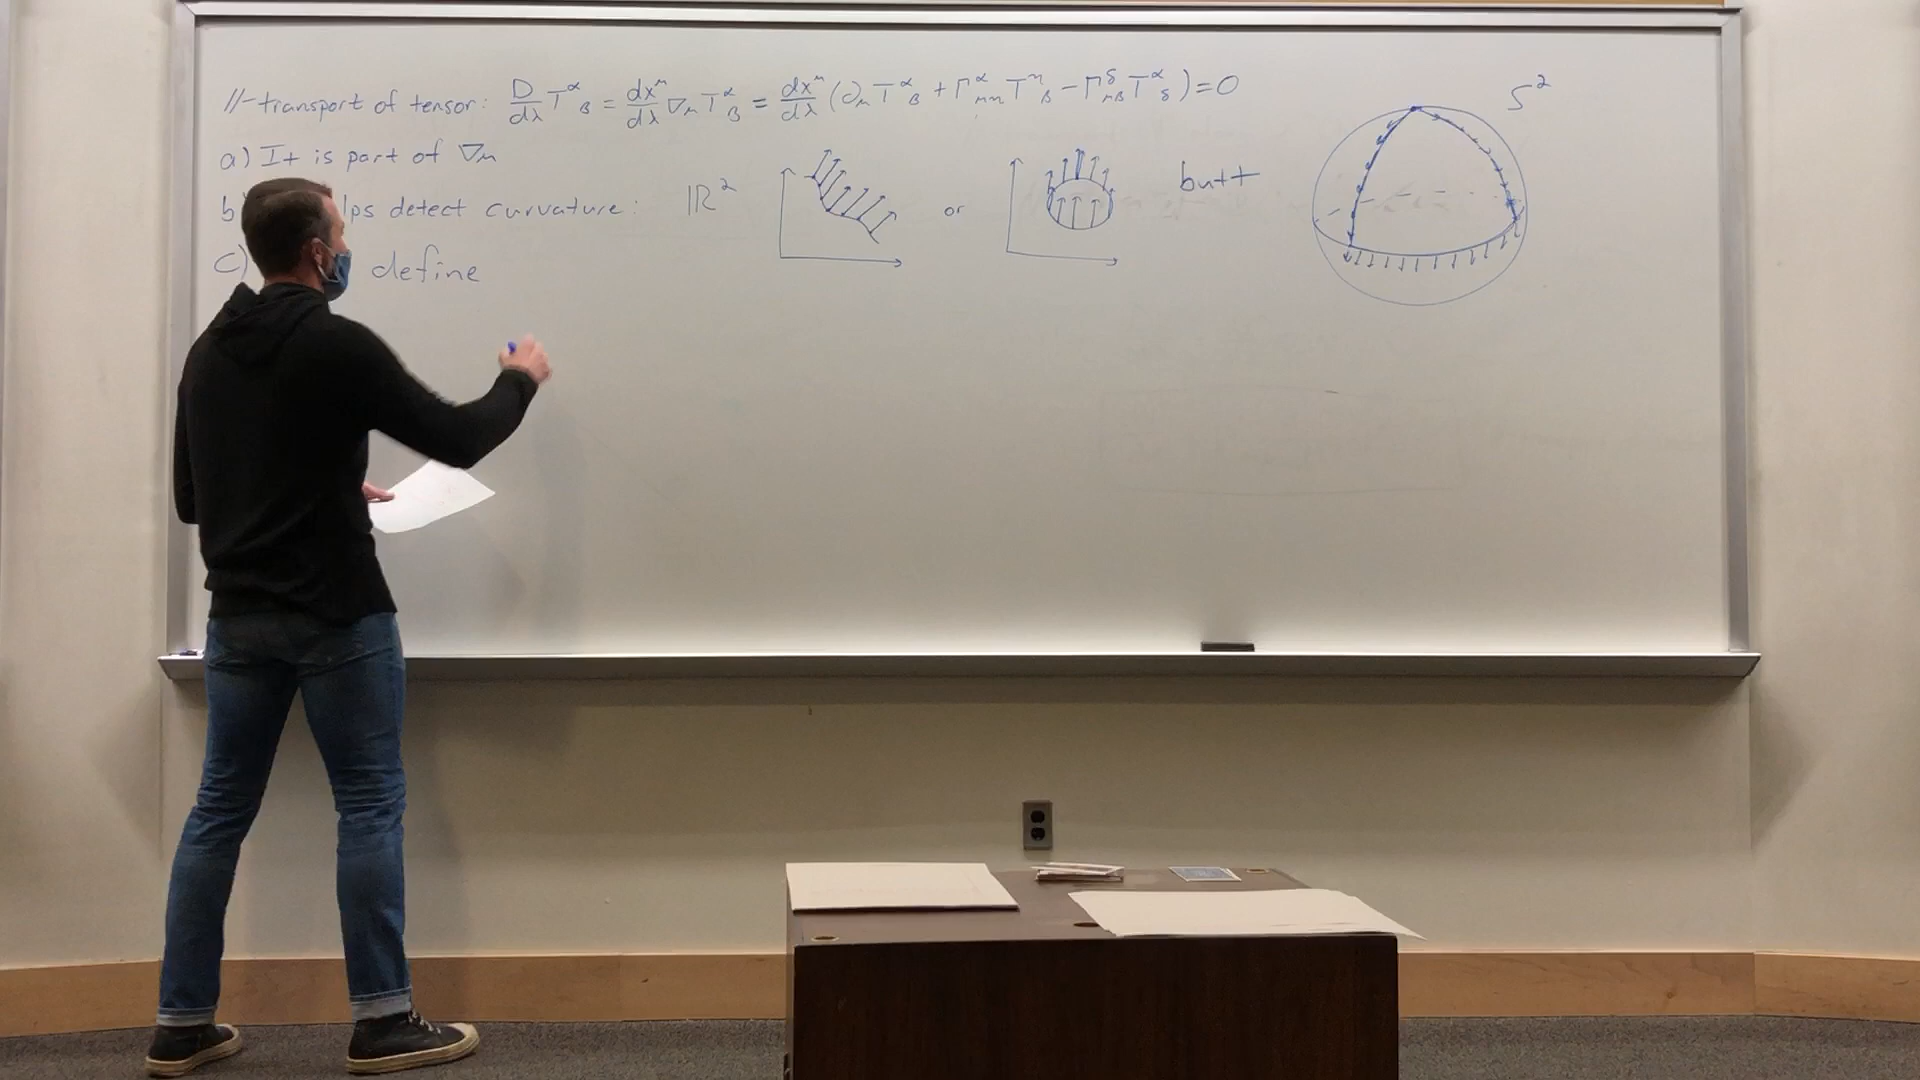 //-transport of tensor: D/dλ T^α_β = dx^μ/dλ ∇_μ T^α_β = dx^μ/dλ (∂_μ T^α_β + Γ^α_μη T^η_β - Γ^δ_μβ T^α_δ) = 0
a) It is part of ∇_μ
b) lps detect curvature: ℝ² or butt S²
c) define